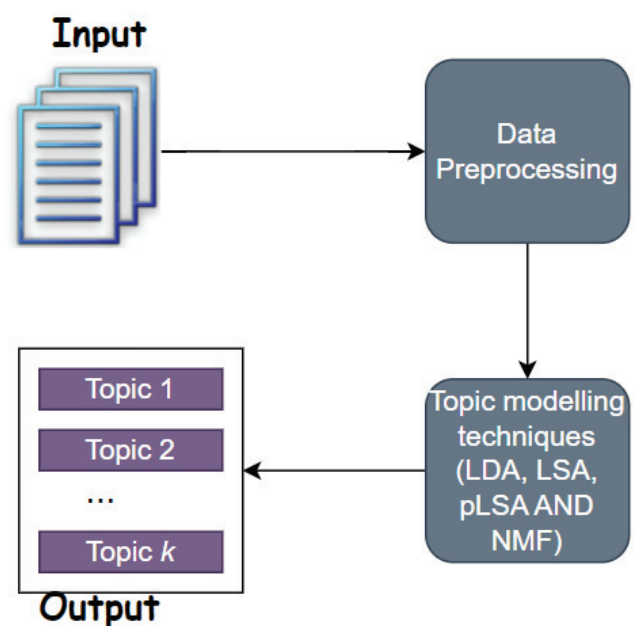 Input
Data
Preprocessing
Topic modelling
techniques
(LDA, LSA,
pLSA AND
NMF)
Topic 1
Topic 2
...
Topic k
Output